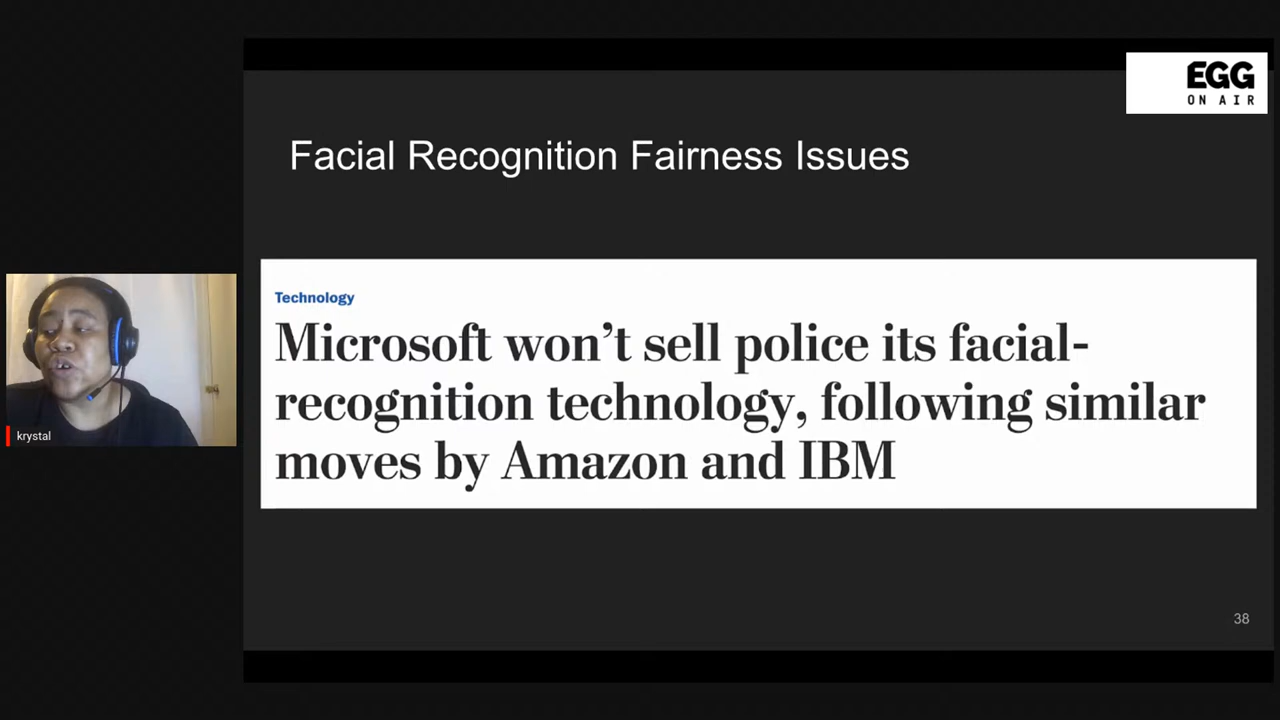 EGG
ON AIR
Facial Recognition Fairness Issues
Technology
Microsoft won’t sell police its facial-
recognition technology, following similar
moves by Amazon and IBM
krystal
38